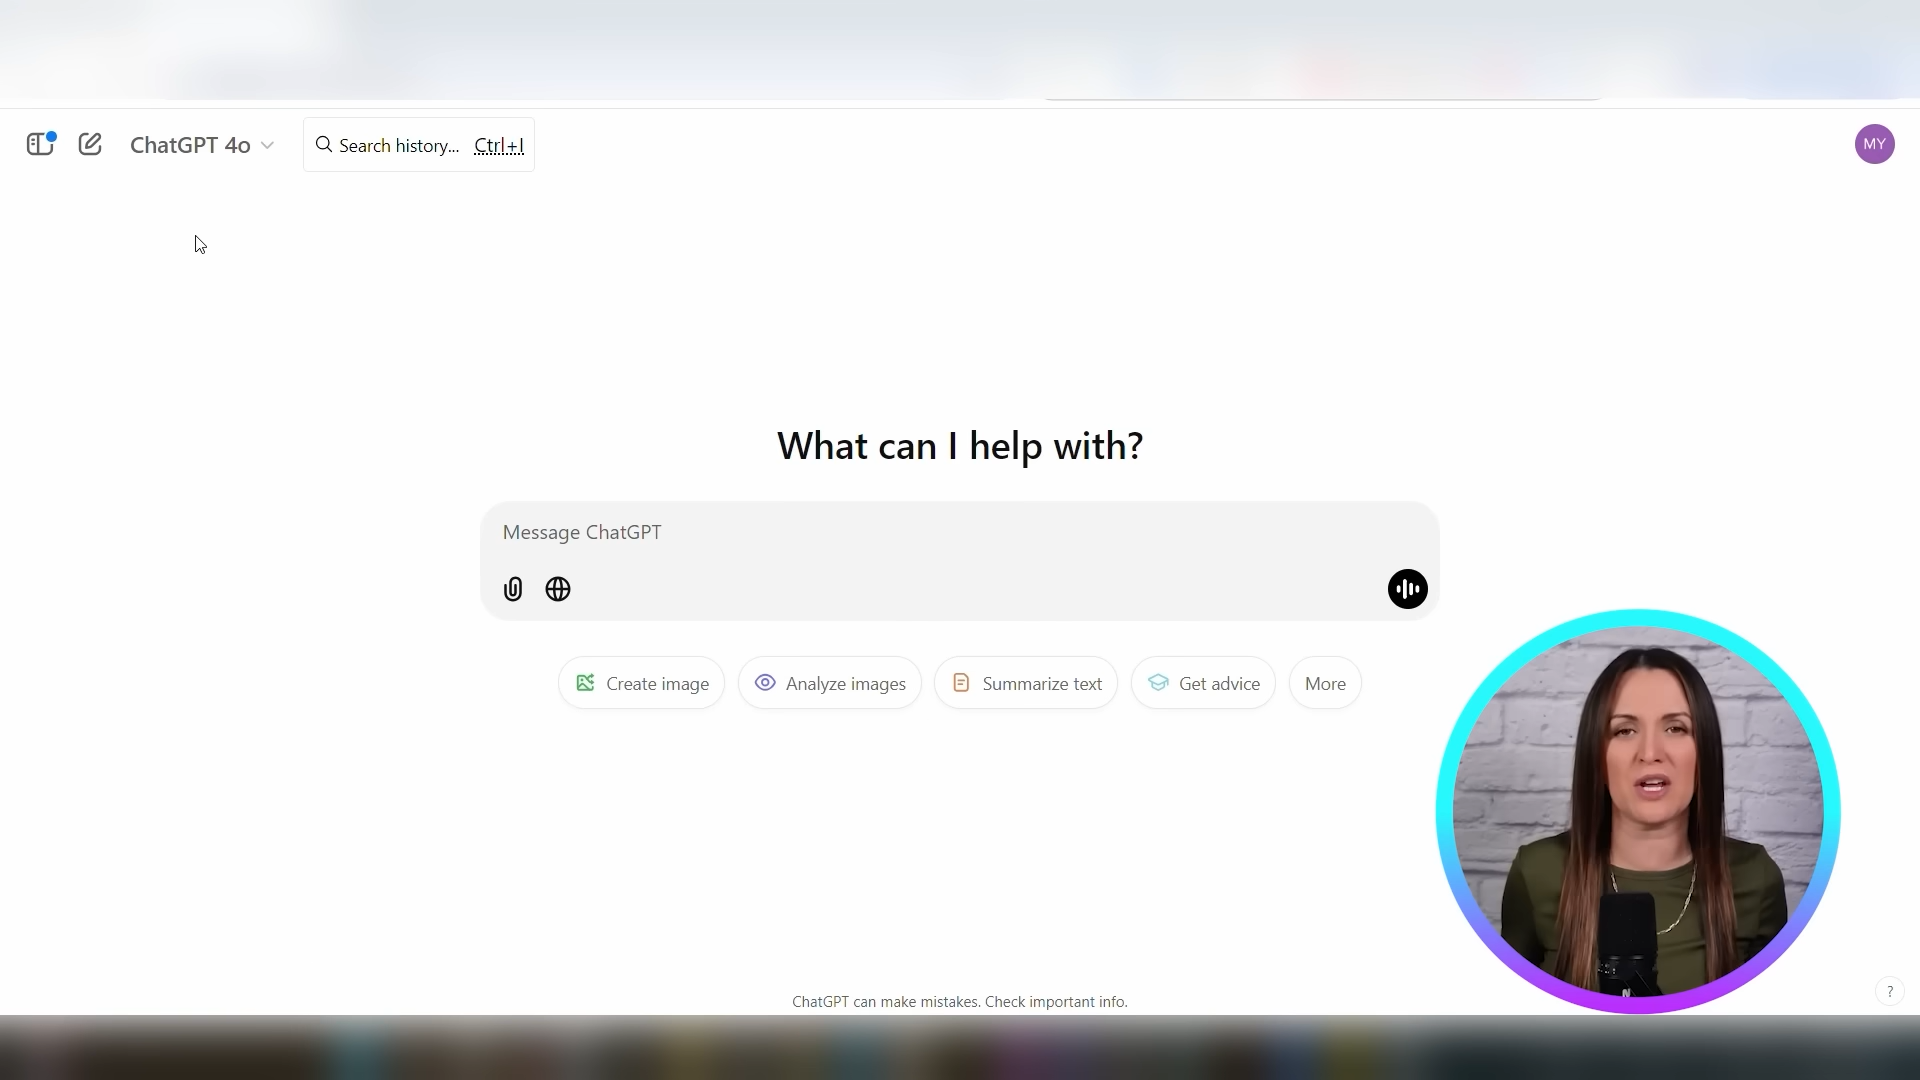 ChatGPT 4o
Search history... Ctrl+I
MY
What can I help with?
Message ChatGPT
Create image
Analyze images
Summarize text
Get advice
More
ChatGPT can make mistakes. Check important info.
?